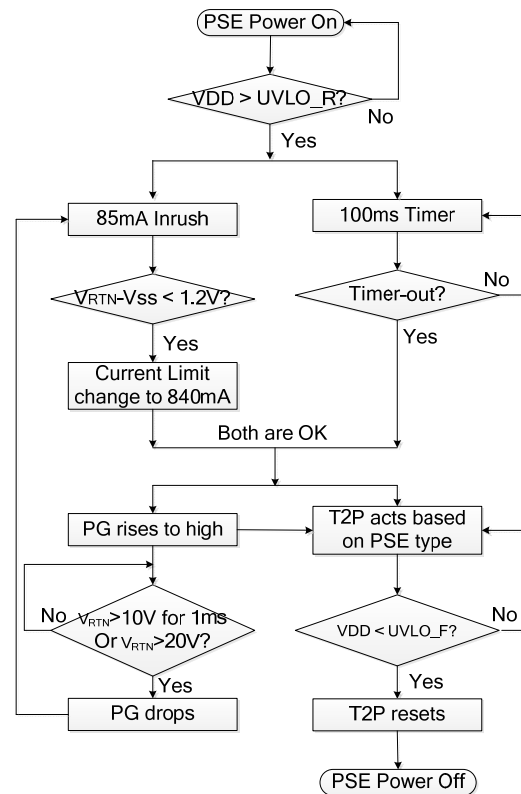 PSE Power On
VDD > UVLO_R?
No
Yes
85mA Inrush
100ms Timer
VRTN-Vss < 1.2V?
Timer-out?
No
Yes
Yes
Current Limit
change to 840mA
Both are OK
PG rises to high
T2P acts based
on PSE type
No
VRTN>10V for 1ms
Or VRTN>20V?
VDD < UVLO_F?
No
Yes
Yes
PG drops
T2P resets
PSE Power Off